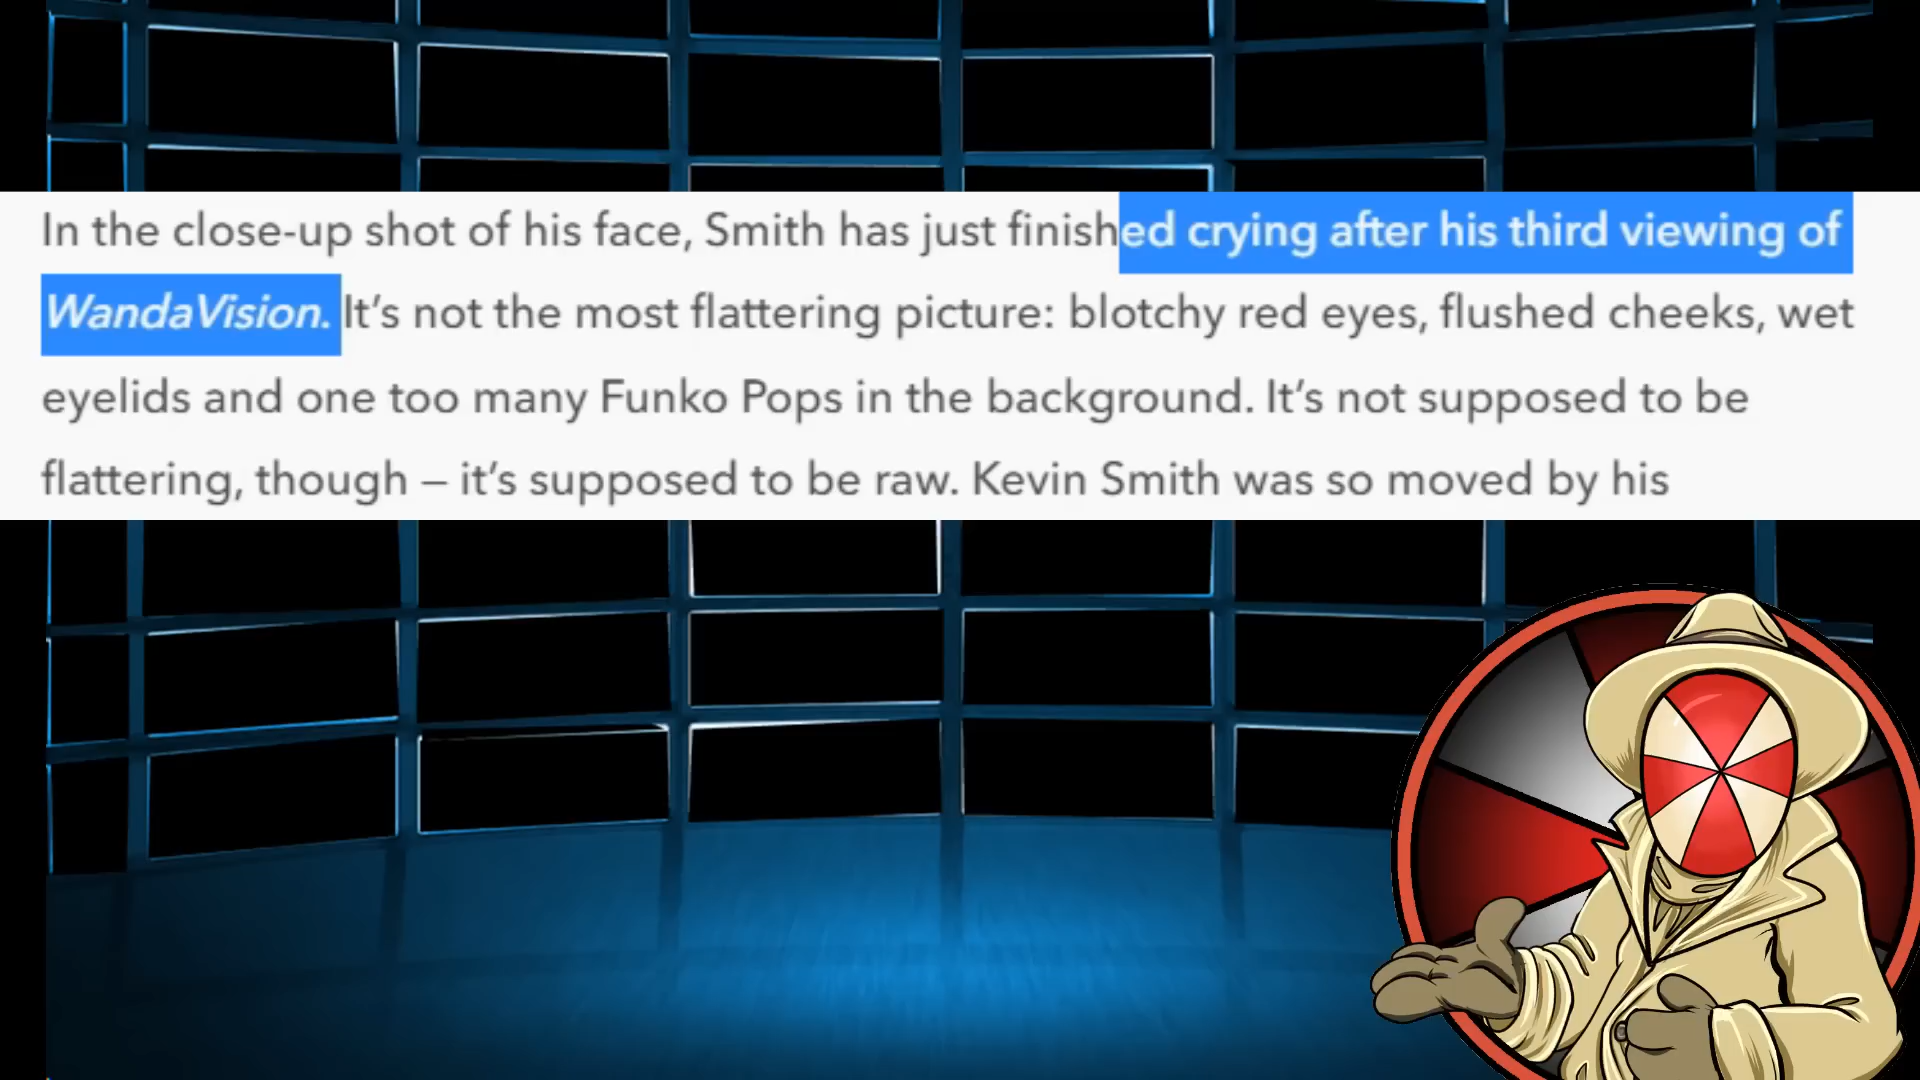 In the close-up shot of his face, Smith has just finished crying after his third viewing of
WandaVision. It’s not the most flattering picture: blotchy red eyes, flushed cheeks, wet
eyelids and one too many Funko Pops in the background. It’s not supposed to be
flattering, though — it’s supposed to be raw. Kevin Smith was so moved by his